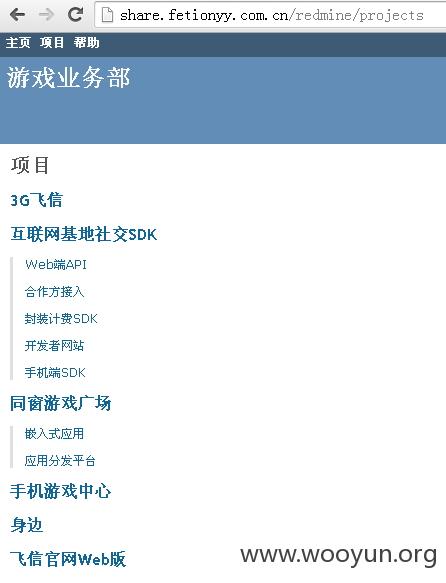 share.fetionyy.com.cn/redmine/projects
主页 项目 帮助
游戏业务部
项目
3G飞信
互联网基地社交SDK
Web端API
合作方接入
封装计费SDK
开发者网站
手机端SDK
同窗游戏广场
嵌入式应用
应用分发平台
手机游戏中心
身边
飞信官网Web版
www.wooyun.org